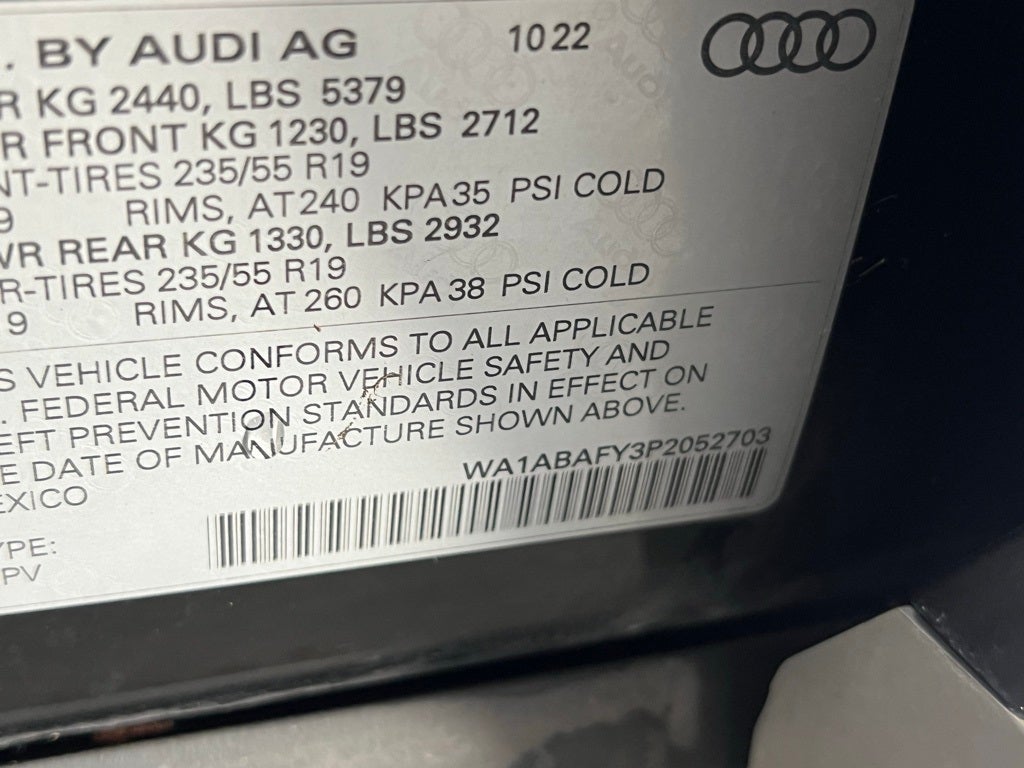 . BY AUDI AG 10 22
R KG 2440, LBS 5379
R FRONT KG 1230, LBS 2712
NT-TIRES 235/55 R19
9 RIMS, AT 240 KPA 35 PSI COLD
WR REAR KG 1330, LBS 2932
R-TIRES 235/55 R19
9 RIMS, AT 260 KPA 38 PSI COLD
S VEHICLE CONFORMS TO ALL APPLICABLE
. FEDERAL MOTOR VEHICLE SAFETY AND
EFT PREVENTION STANDARDS IN EFFECT ON
E DATE OF MANUFACTURE SHOWN ABOVE.
EXICO
WA1ABAFY3P2052703
YPE:
PV